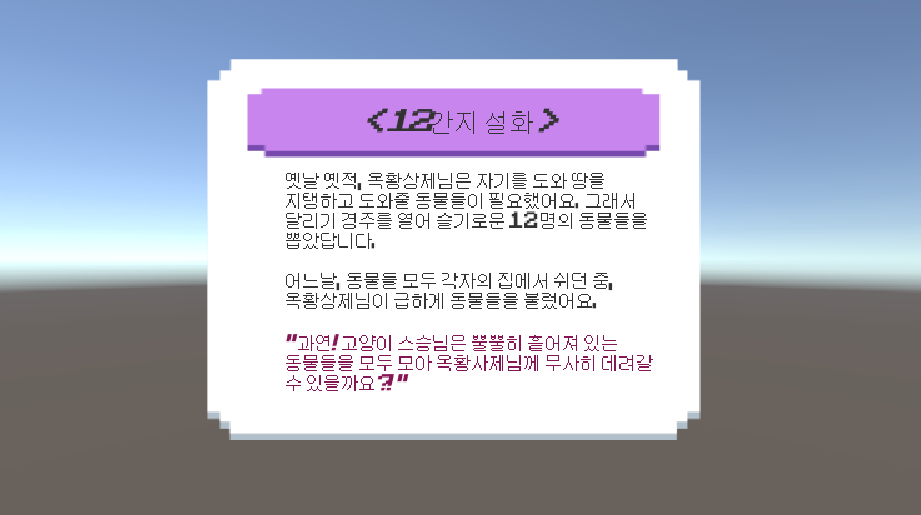 <12간지 설화>
옛날 옛적, 옥황상제님은 자기를 도와 땅을
지탱하고 도와줄 동물들이 필요했어요. 그래서
달리기 경주를 열어 슬기로운 12명의 동물들을
뽑았답니다.
어느날, 동물들 모두 각자의 집에서 쉬던 중,
옥황상제님이 급하게 동물들을 불렀어요.
"과연! 고양이 스승님은 뿔뿔히 흩어져 있는
동물들을 모두 모아 옥황사제님께 무사히 데려갈
수 있을까요?!"